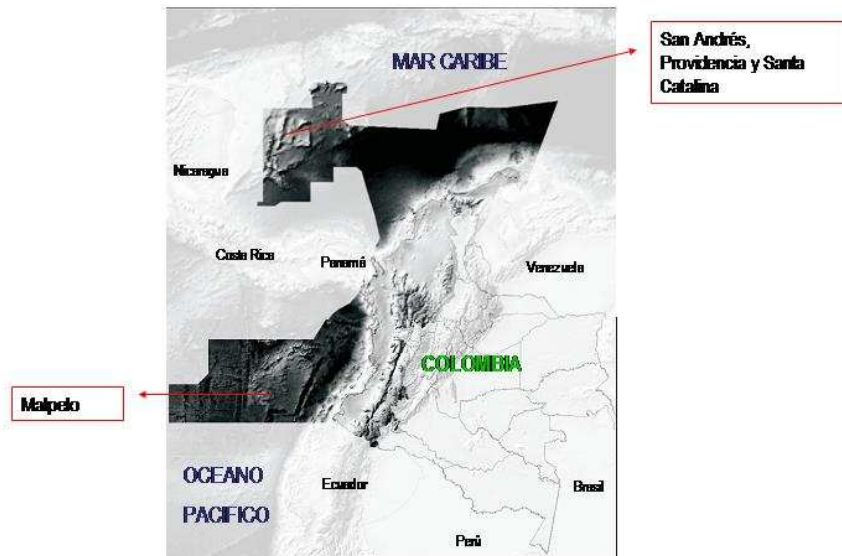 San Andrés,
Providencia y Santa
Catalina
MAR CARIBE
Nicaragua
Costa Rica
Panamá
Venezuela
COLOMBIA
Malpelo
OCEANO
PACIFICO
Ecuador
Brasil
Perú